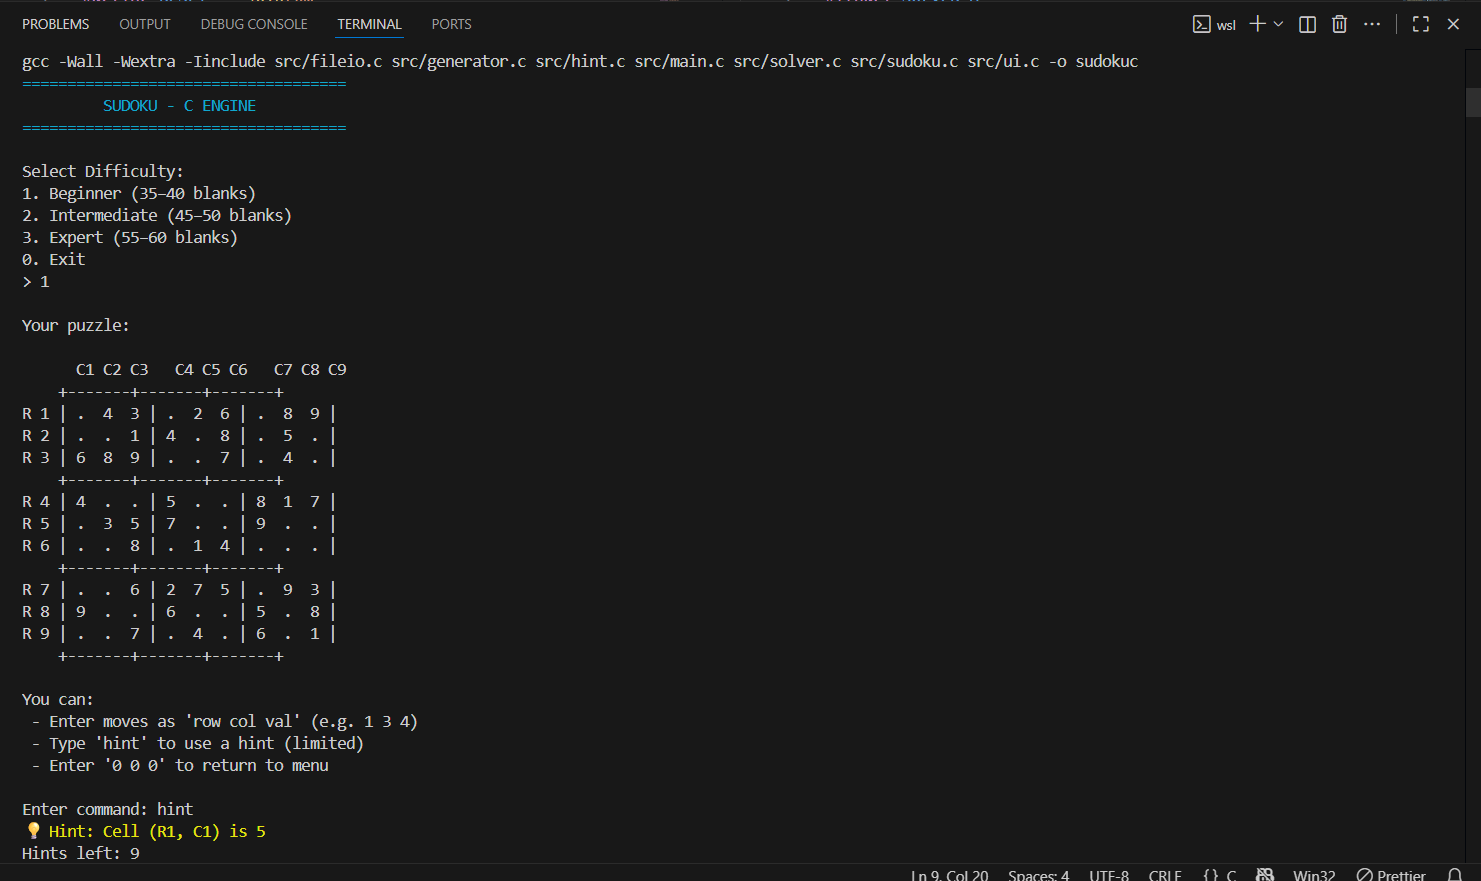 PROBLEMS OUTPUT DEBUG CONSOLE TERMINAL PORTS wsl
gcc -Wall -Wextra -Iinclude src/fileio.c src/generator.c src/hint.c src/main.c src/solver.c src/sudoku.c src/ui.c -o sudokuc
====================================
SUDOKU - C ENGINE
====================================
Select Difficulty:
1. Beginner (35–40 blanks)
2. Intermediate (45–50 blanks)
3. Expert (55–60 blanks)
0. Exit
> 1
Your puzzle:
C1 C2 C3   C4 C5 C6   C7 C8 C9
+-------+-------+-------+
R 1 | .  4  3 | .  2  6 | .  8  9 |
R 2 | .  .  1 | 4  .  8 | .  5  . |
R 3 | 6  8  9 | .  .  7 | .  4  . |
+-------+-------+-------+
R 4 | 4  .  . | 5  .  . | 8  1  7 |
R 5 | .  3  5 | 7  .  . | 9  .  . |
R 6 | .  .  8 | .  1  4 | .  .  . |
+-------+-------+-------+
R 7 | .  .  6 | 2  7  5 | .  9  3 |
R 8 | 9  .  . | 6  .  . | 5  .  8 |
R 9 | .  .  7 | .  4  . | 6  .  1 |
+-------+-------+-------+
You can:
- Enter moves as 'row col val' (e.g. 1 3 4)
- Type 'hint' to use a hint (limited)
- Enter '0 0 0' to return to menu
Enter command: hint
💡 Hint: Cell (R1, C1) is 5
Hints left: 9
Ln 9, Col 20 Spaces: 4 UTF-8 CRLF {} C Win32 Prettier